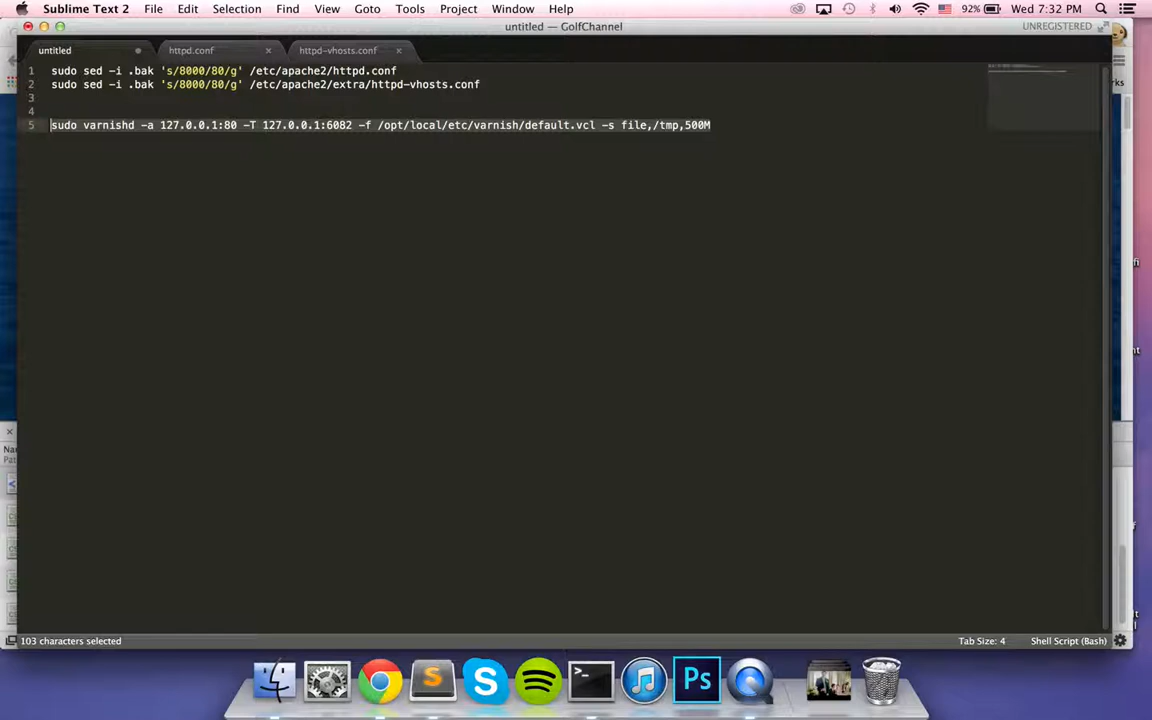 Sublime Text 2 File Edit Selection Find View Goto Tools Project Window Help 92% Wed 7:32 PM
untitled — GolfChannel UNREGISTERED
untitled httpd.conf httpd-vhosts.conf
1 sudo sed -i .bak 's/8000/80/g' /etc/apache2/httpd.conf
2 sudo sed -i .bak 's/8000/80/g' /etc/apache2/extra/httpd-vhosts.conf
3
4
5 sudo varnishd -a 127.0.0.1:80 -T 127.0.0.1:6082 -f /opt/local/etc/varnish/default.vcl -s file,/tmp,500M
103 characters selected Tab Size: 4 Shell Script (Bash)
Ps